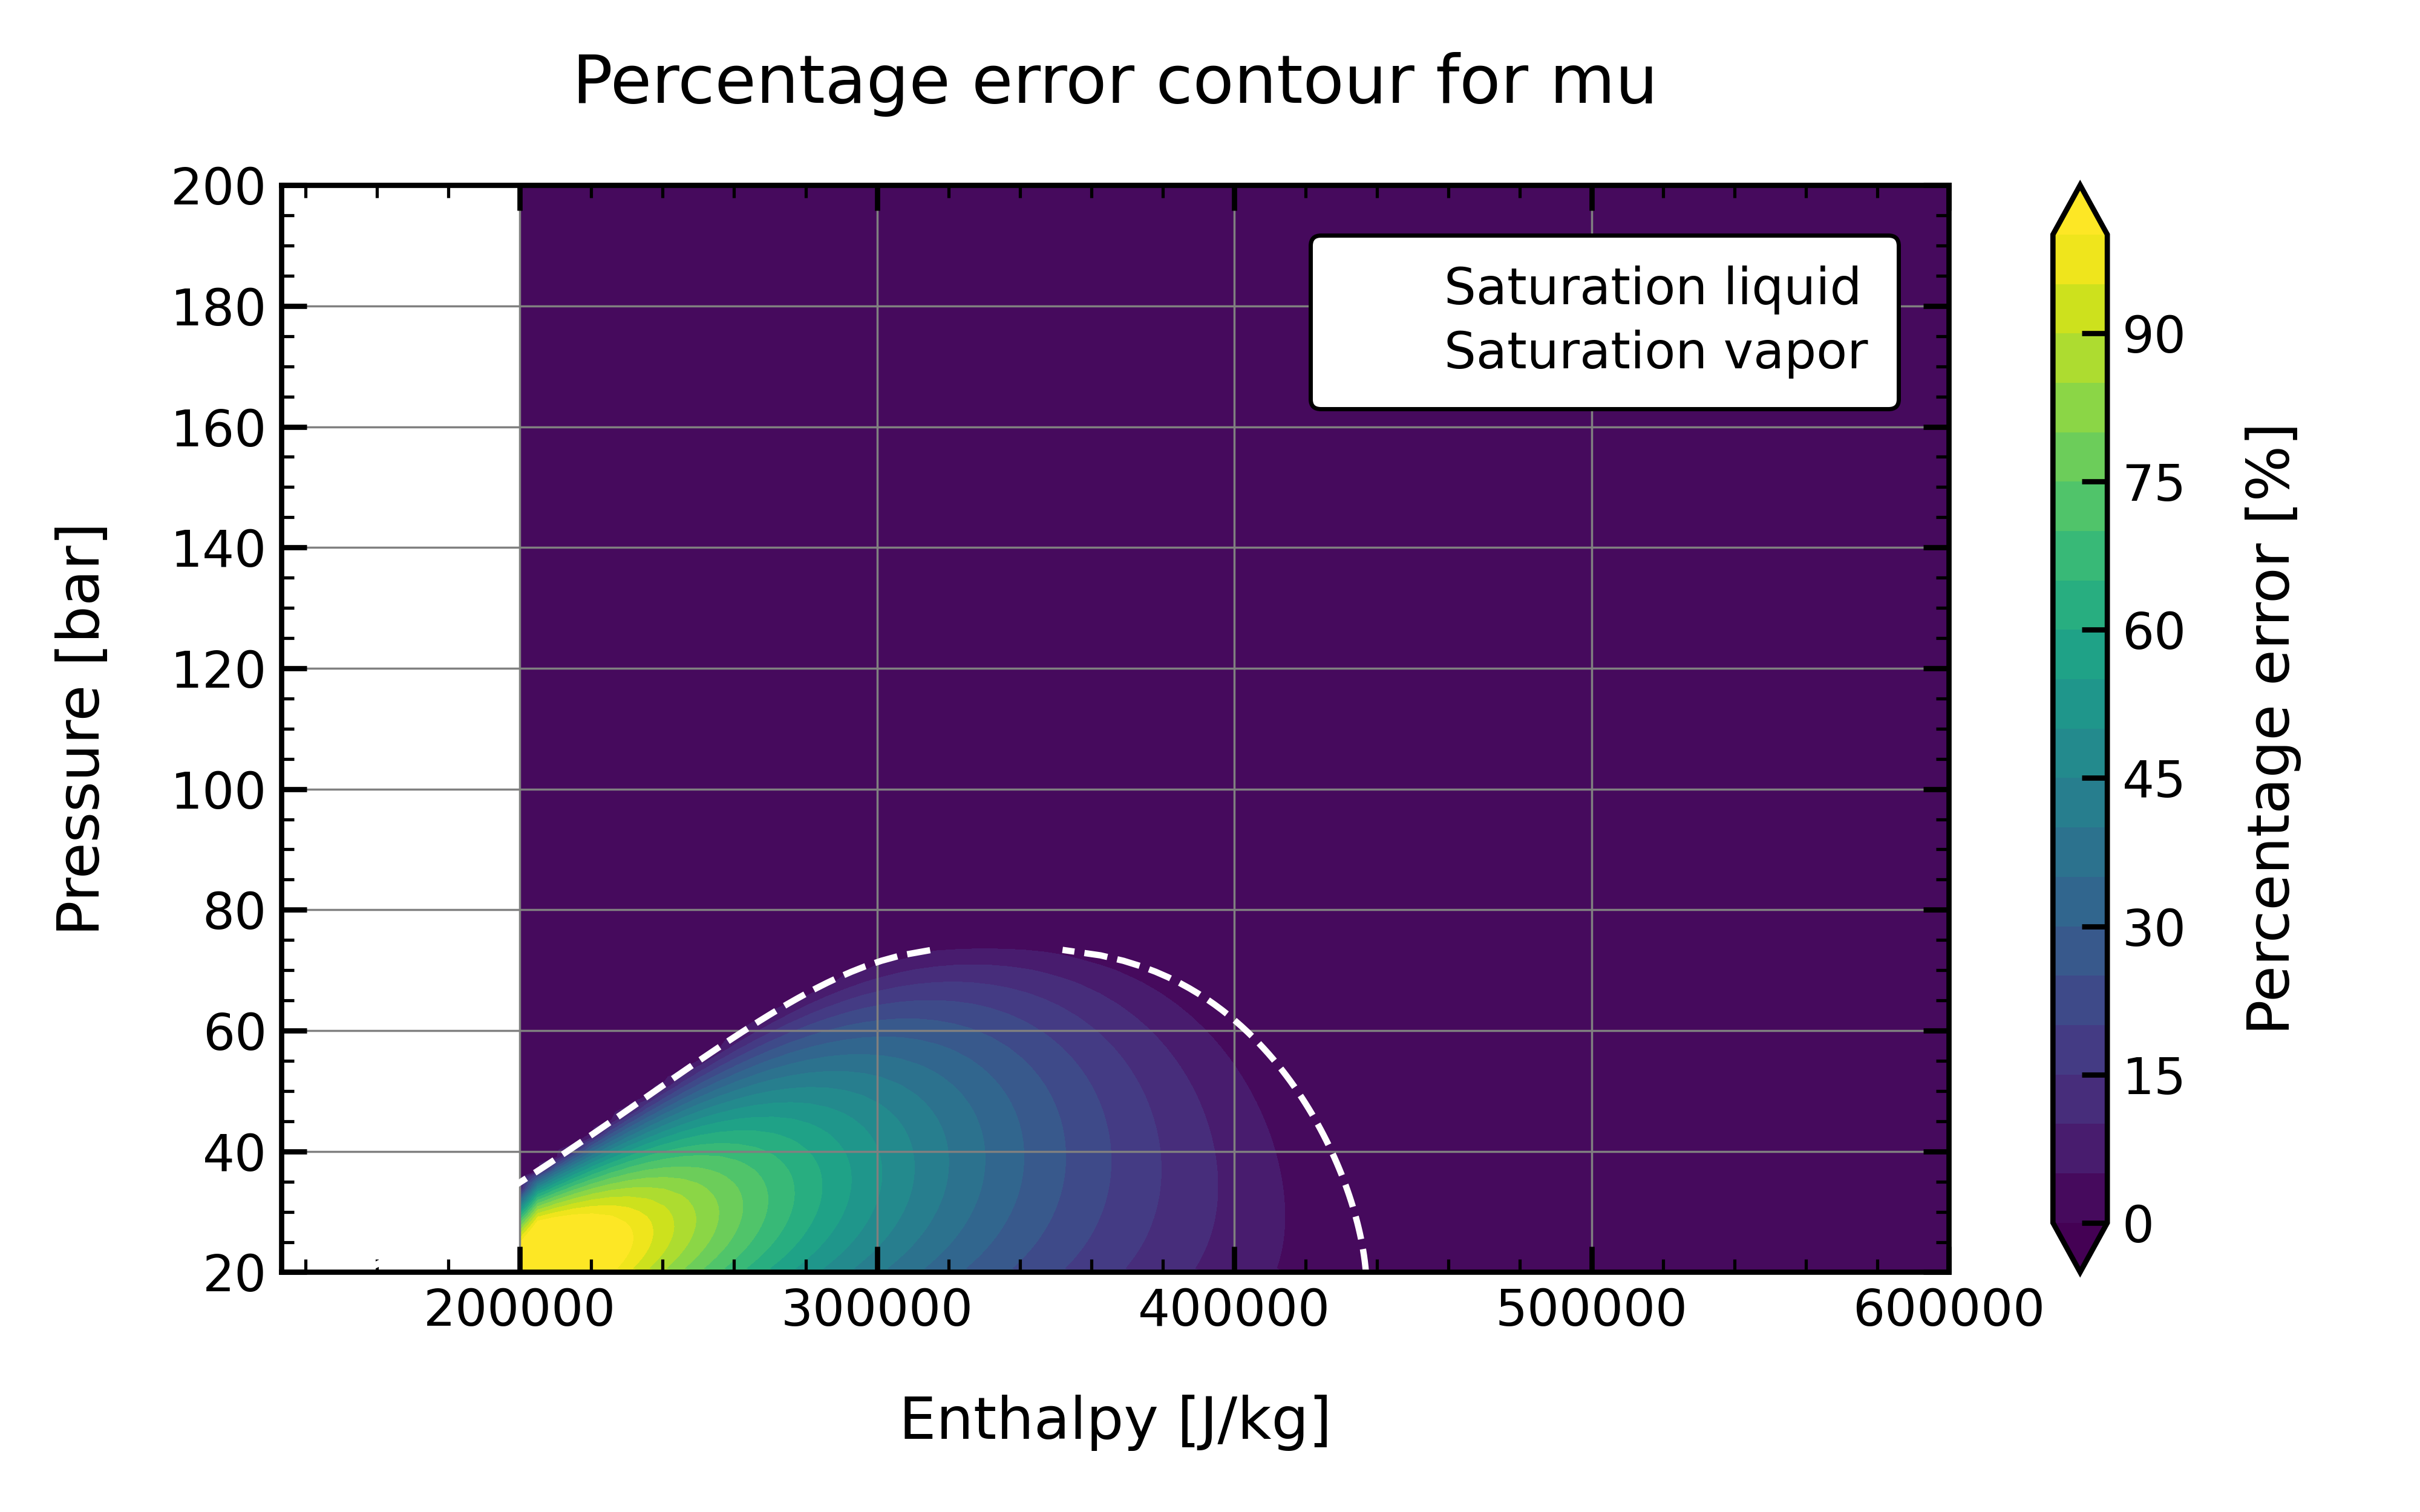 Percentage error contour for mu
200
180
160
140
120
100
80
60
40
20
Pressure [bar]
Saturation liquid
Saturation vapor
200000 300000 400000 500000 600000
Enthalpy [J/kg]
90
75
60
45
30
15
0
Percentage error [%]